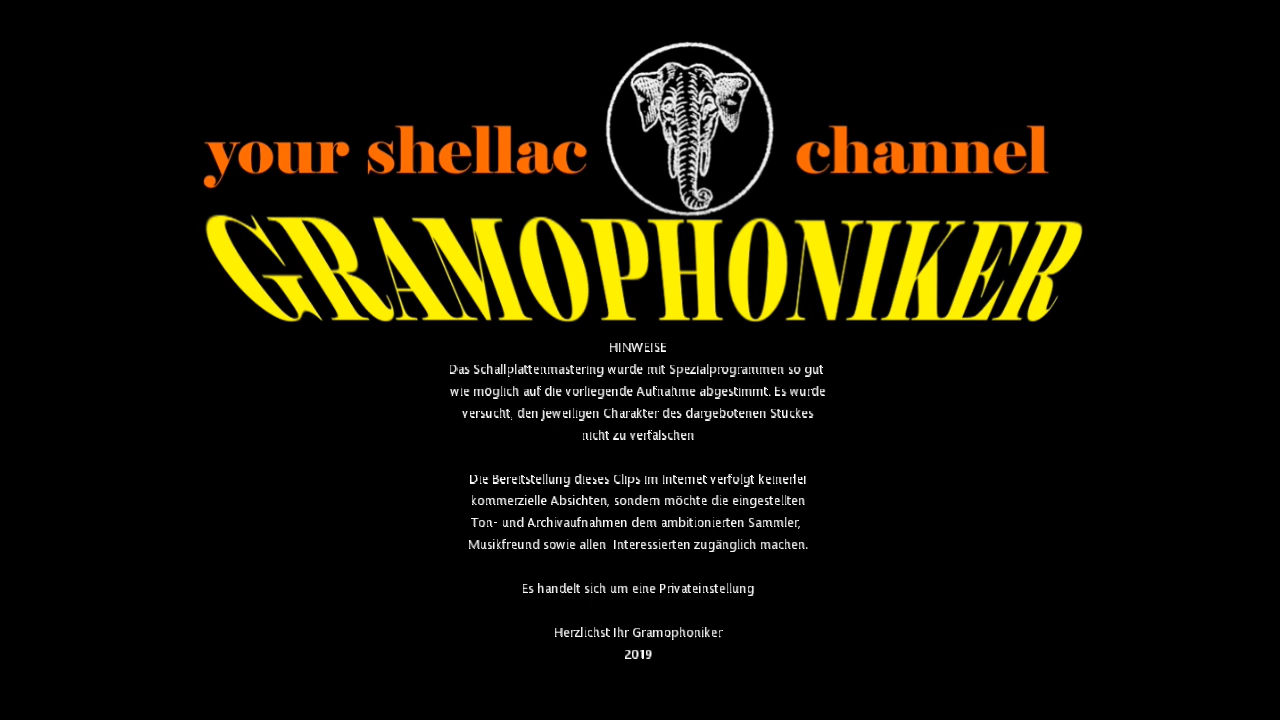 your shellac channel
GRAMOPHONIKER
HINWEISE
Das Schallplattenmastering wurde mit Spezialprogrammen so gut
wie möglich auf die vorliegende Aufnahme abgestimmt. Es wurde
versucht, den jeweiligen Charakter des dargebotenen Stückes
nicht zu verfälschen
Die Bereitstellung dieses Clips im Internet verfolgt keinerlei
kommerzielle Absichten, sondern möchte die eingestellten
Ton- und Archivaufnahmen dem ambitionierten Sammler,
Musikfreund sowie allen Interessierten zugänglich machen.
Es handelt sich um eine Privateinstellung
Herzlichst Ihr Gramophoniker
2019